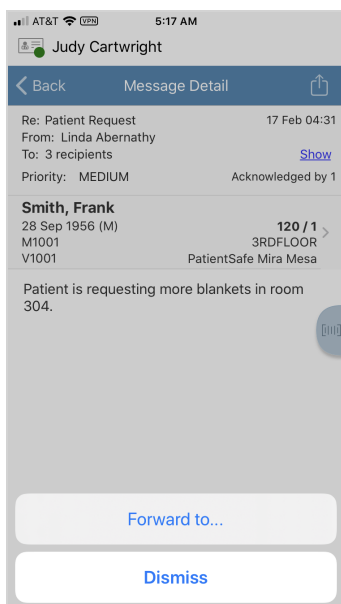 AT&T VPN 5:17 AM
Judy Cartwright
Back Message Detail
Re: Patient Request 17 Feb 04:31
From: Linda Abernathy
To: 3 recipients Show
Priority: MEDIUM Acknowledged by 1
Smith, Frank
28 Sep 1956 (M) 120 / 1
M1001 3RDFLOOR
V1001 PatientSafe Mira Mesa
Patient is requesting more blankets in room
304.
Forward to...
Dismiss